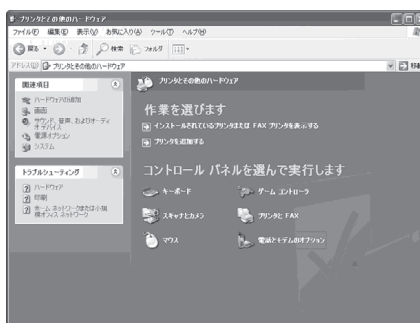 プリンタとその他のハードウェア
ファイル(F) 編集(E) 表示(V) お気に入り(A) ツール(T) ヘルプ(H)
戻る 検索 フォルダ
アドレス(D) プリンタとその他のハードウェア 移動
関連項目
ハードウェアの追加
画面
サウンド、音声、およびオーディオ デバイス
電源オプション
システム
トラブルシューティング
ハードウェア
印刷
ホーム ネットワークまたは小規模オフィス ネットワーク
プリンタとその他のハードウェア
作業を選びます
インストールされているプリンタまたは FAX プリンタを表示する
プリンタを追加する
コントロール パネルを選んで実行します
キーボード ゲーム コントローラ
スキャナとカメラ プリンタと FAX
マウス 電話とモデムのオプション